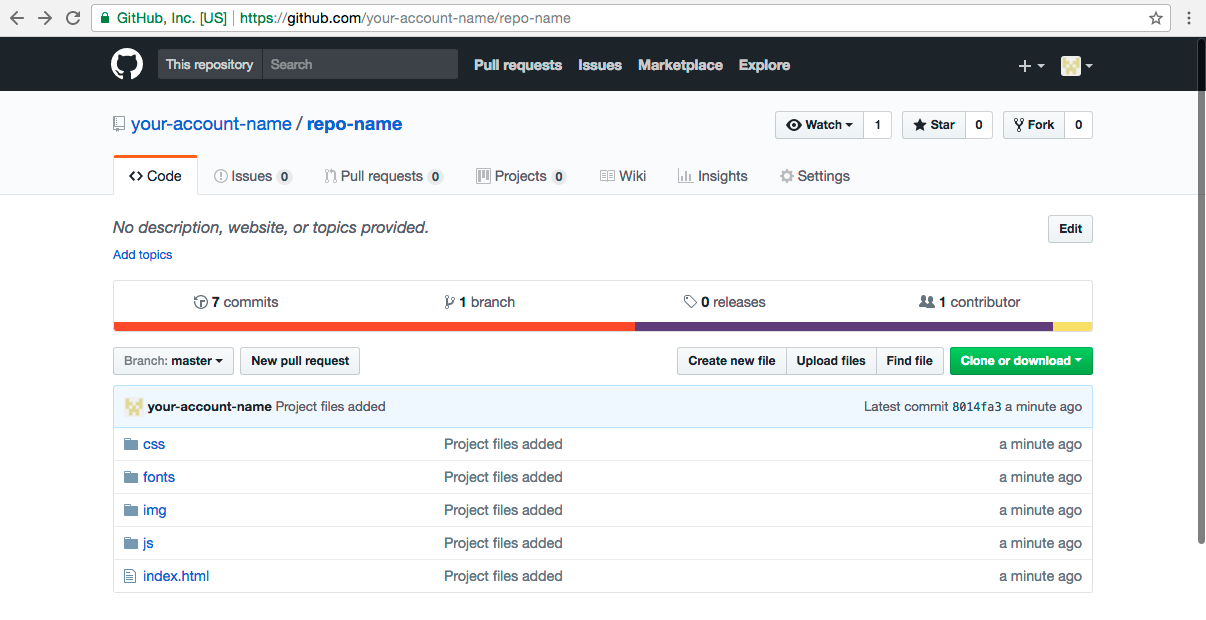 GitHub, Inc. [US] https://github.com/your-account-name/repo-name
This repository Search Pull requests Issues Marketplace Explore
your-account-name / repo-name Watch 1 Star 0 Fork 0
Code Issues 0 Pull requests 0 Projects 0 Wiki Insights Settings
No description, website, or topics provided. Edit
Add topics
7 commits 1 branch 0 releases 1 contributor
Branch: master New pull request Create new file Upload files Find file Clone or download
your-account-name Project files added Latest commit 8014fa3 a minute ago
css Project files added a minute ago
fonts Project files added a minute ago
img Project files added a minute ago
js Project files added a minute ago
index.html Project files added a minute ago